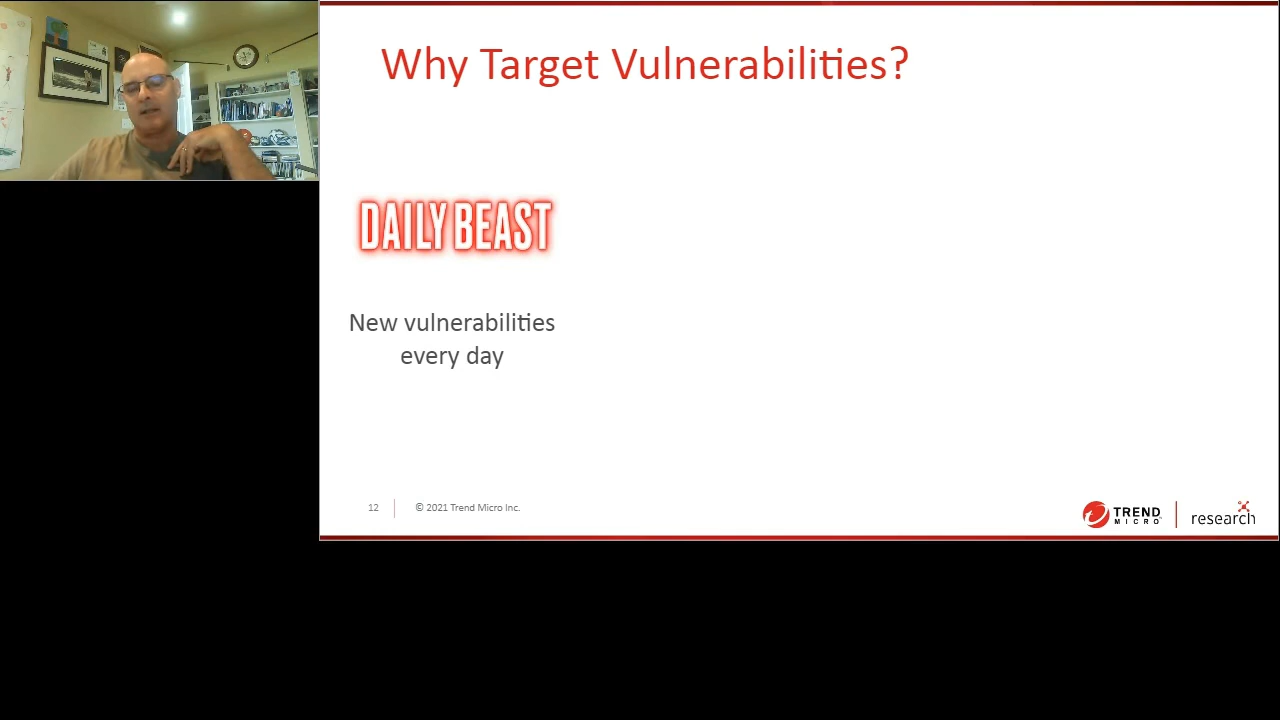 Why Target Vulnerabilities?
DAILY BEAST
New vulnerabilities
every day
12
© 2021 Trend Micro Inc.
TREND
MICRO
research